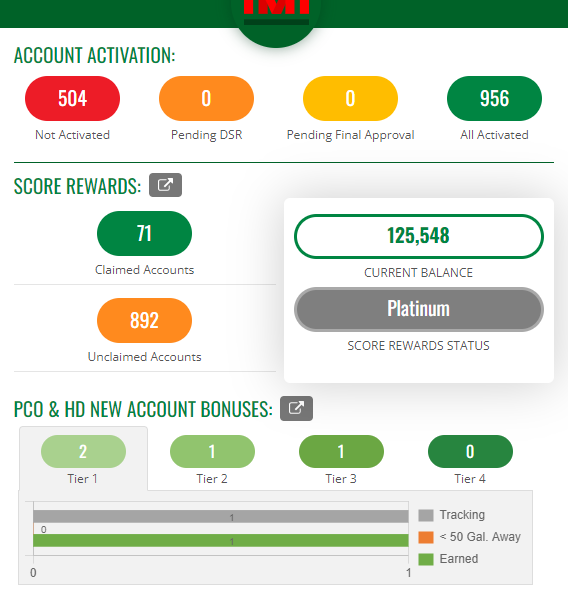 ACCOUNT ACTIVATION:
504 0 0 956
Not Activated Pending DSR Pending Final Approval All Activated
SCORE REWARDS:
71
Claimed Accounts
892
Unclaimed Accounts
125,548
CURRENT BALANCE
Platinum
SCORE REWARDS STATUS
PCO & HD NEW ACCOUNT BONUSES:
2 1 1 0
Tier 1 Tier 2 Tier 3 Tier 4
1
0
1
0 1
Tracking
< 50 Gal. Away
Earned